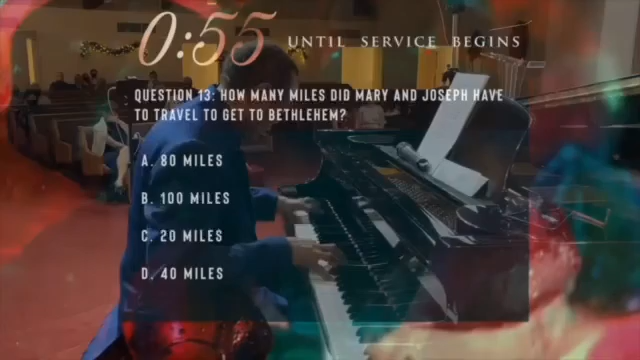 0:55 UNTIL SERVICE BEGINS
QUESTION 13: HOW MANY MILES DID MARY AND JOSEPH HAVE
TO TRAVEL TO GET TO BETHLEHEM?
A. 80 MILES
B. 100 MILES
C. 20 MILES
D. 40 MILES